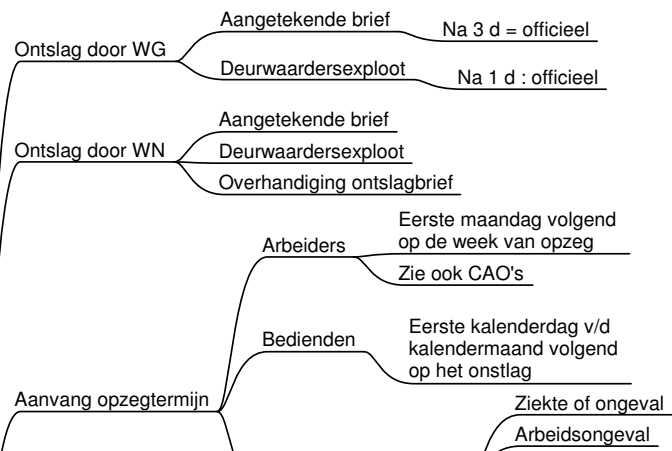 Ontslag door WG
Aangetekende brief
Na 3 d = officieel
Deurwaardersexploot
Na 1 d : officieel
Ontslag door WN
Aangetekende brief
Deurwaardersexploot
Overhandiging ontslagbrief
Aanvang opzegtermijn
Arbeiders
Eerste maandag volgend
op de week van opzeg
Zie ook CAO's
Bedienden
Eerste kalenderdag v/d
kalendermaand volgend
op het onstlag
Ziekte of ongeval
Arbeidsongeval